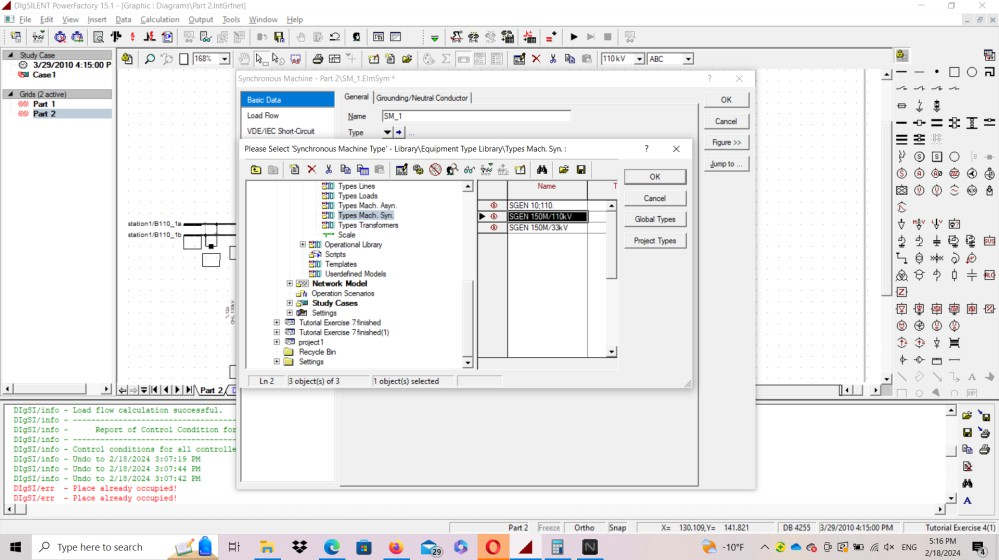 DIgSILENT PowerFactory 15.1 - [Graphic : Diagrams\Part 2.IntGrfnet]
File Edit View Insert Data Calculation Output Tools Window Help
168%
110 kV
ABC
Study Case
3/29/2010 4:15:00 P
Case1
Grids (2 active)
Part 1
Part 2
Synchronous Machine - Part 2\SM_1.ElmSym *
?
Basic Data
Load Flow
VDE/IEC Short-Circuit
General
Grounding/Neutral Conductor
Name
SM_1
Type
...
OK
Cancel
Figure >>
Jump to ...
Please Select 'Synchronous Machine Type' - Library\Equipment Type Library\Types Mach. Syn. :
?
Types Lines
Types Loads
Types Mach. Asyn.
Types Mach. Syn.
Types Transformers
Scale
Operational Library
Scripts
Templates
Userdefined Models
Network Model
Operation Scenarios
Study Cases
Settings
Tutorial Exercise 7 finished
Tutorial Exercise 7 finished(1)
project1
Recycle Bin
Settings
Name
T
SGEN 10;110.
SGEN 150M/110kV
SGEN 150M/33kV
OK
Cancel
Global Types
Project Types
Ln 2
3 object(s) of 3
1 object(s) selected
station1/B110_1a
station1/B110_1b
Part 2
DIgSI/info - Load flow calculation successful.
DIgSI/info - ----------------------------
DIgSI/info - Report of Control Condition for
DIgSI/info - ----------------------------
DIgSI/info - Control conditions for all controlle
DIgSI/info - Undo to 2/18/2024 3:07:19 PM
DIgSI/info - Undo to 2/18/2024 3:07:44 PM
DIgSI/info - Undo to 2/18/2024 3:07:42 PM
DIgSI/err - Place already occupied!
DIgSI/err - Place already occupied!
Part 2
Freeze
Ortho
Snap
X= 130.109,Y= 141.821
DB 4255
3/29/2010 4:15:00 PM
Tutorial Exercise 4(1)
Type here to search
29
-10°F
ENG
5:16 PM
2/18/2024
4